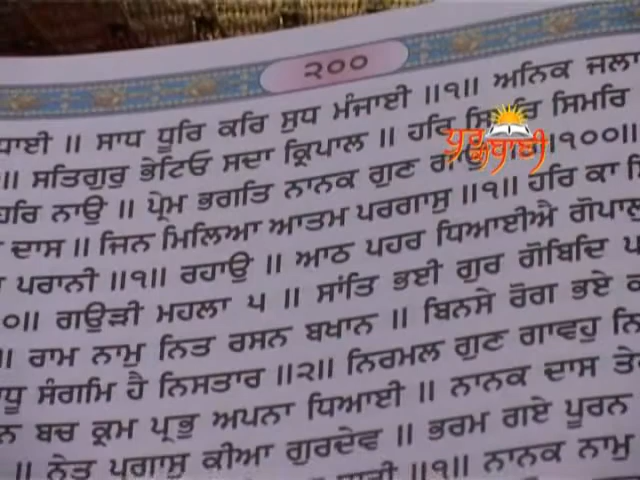 ੨੦੦
ਧਾਈ ॥ ਸਾਧ ਧੂਰਿ ਕਰਿ ਸੁਧ ਮੰਜਾਈ ॥੧॥ ਅਨਿਕ ਜਲਾ
॥ ਸਤਿਗੁਰੁ ਭੇਟਿਓ ਸਦਾ ਕ੍ਰਿਪਾਲ ॥ ਹਰਿ ਸਿਮਰਿ ਸਿਮਰਿ
ਹਰਿ ਨਾਉ ॥ ਪ੍ਰੇਮ ਭਗਤਿ ਨਾਨਕ ਗੁਣ ॥੧੦੦॥
ਦਾਸ ॥ ਜਿਨ ਮਿਲਿਆ ਆਤਮ ਪਰਗਾਸੁ ॥੧॥ ਹਰਿ ਕਾ
ਪਰਾਨੀ ॥੧॥ ਰਹਾਉ ॥ ਆਠ ਪਹਰ ਧਿਆਈਐ ਗੋਪਾਲੁ
੦॥ ਗਉੜੀ ਮਹਲਾ ੫ ॥ ਸਾਂਤਿ ਭਈ ਗੁਰ ਗੋਬਿਦਿ ਪ
॥ ਰਾਮ ਨਾਮੁ ਨਿਤ ਰਸਨ ਬਖਾਨ ॥ ਬਿਨਸੇ ਰੋਗ ਭਏ ਕ
ਧੂ ਸੰਗਮਿ ਹੈ ਨਿਸਤਾਰ ॥੨॥ ਨਿਰਮਲ ਗੁਣ ਗਾਵਹੁ ਨਿ
ਨ ਬਚ ਕ੍ਰਮ ਪ੍ਰਭੁ ਅਪਨਾ ਧਿਆਈ ॥ ਨਾਨਕ ਦਾਸ ਤੇ
॥ ਨੇਤ੍ਰ ਪ੍ਰਗਾਸੁ ਕੀਆ ਗੁਰਦੇਵ ॥ ਭਰਮ ਗਏ ਪੂਰਨ
॥੧॥ ਨਾਨਕ ਨਾਮੁ